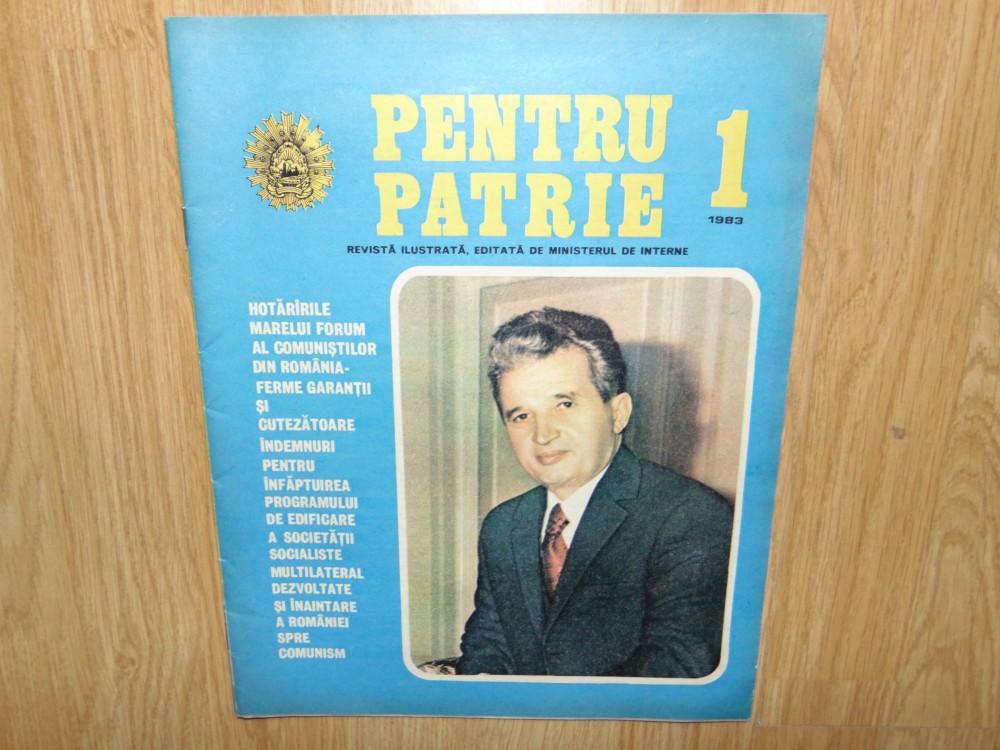 PENTRU
PATRIE
1
1983
REVISTĂ ILUSTRATĂ, EDITATĂ DE MINISTERUL DE INTERNE
HOTĂRÎRILE
MARELUI FORUM
AL COMUNIȘTILOR
DIN ROMÂNIA-
FERME GARANȚII
ȘI
CUTEZĂTOARE
ÎNDEMNURI
PENTRU
ÎNFĂPTUIREA
PROGRAMULUI
DE EDIFICARE
A SOCIETĂȚII
SOCIALISTE
MULTILATERAL
DEZVOLTATE
ȘI ÎNAINTARE
A ROMÂNIEI
SPRE
COMUNISM